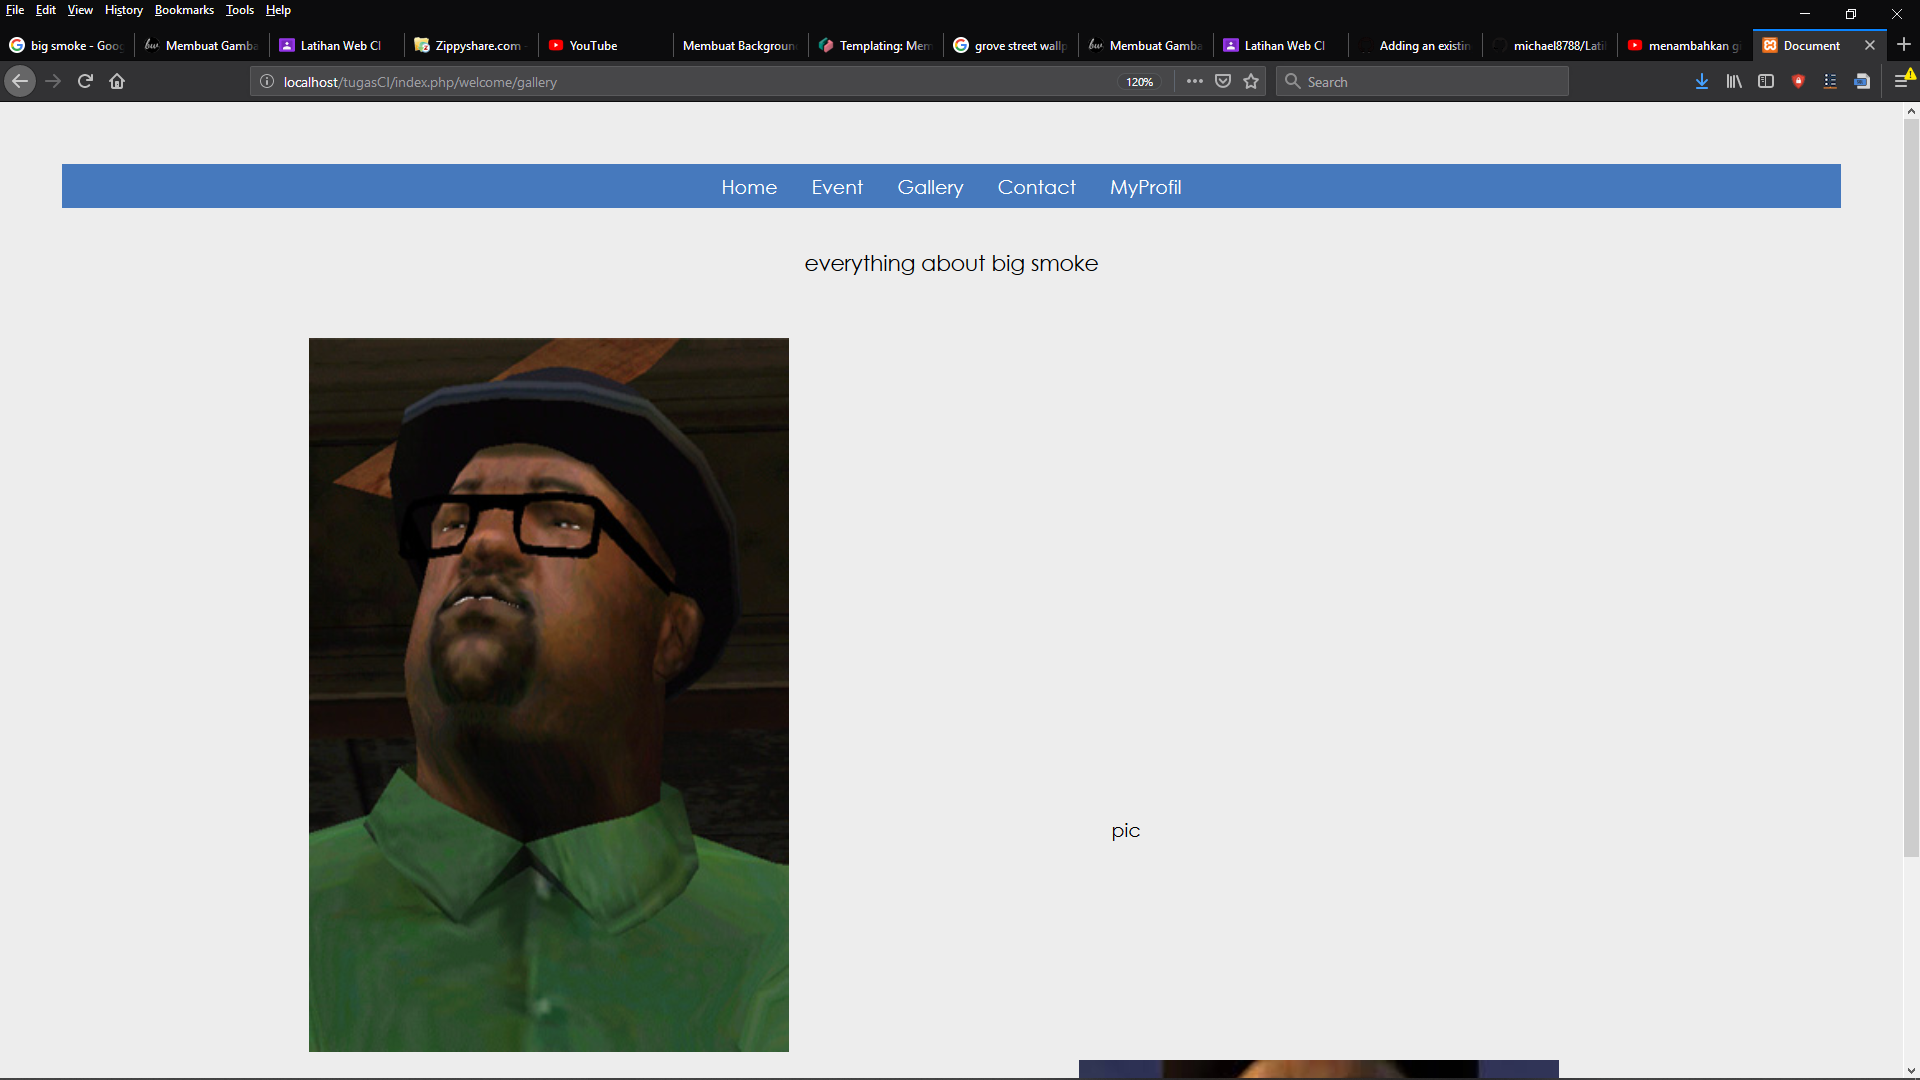 File Edit View History Bookmarks Tools Help
big smoke - Goo
Membuat Gamba
Latihan Web CI
Zippyshare.com -
YouTube
Membuat Backgroun
Templating: Mem
grove street wallp
Membuat Gamba
Latihan Web CI
Adding an existin
michael8788/Lati
menambahkan gi
Document
localhost/tugasCI/index.php/welcome/gallery
120%
Search
Home Event Gallery Contact MyProfil
everything about big smoke
pic